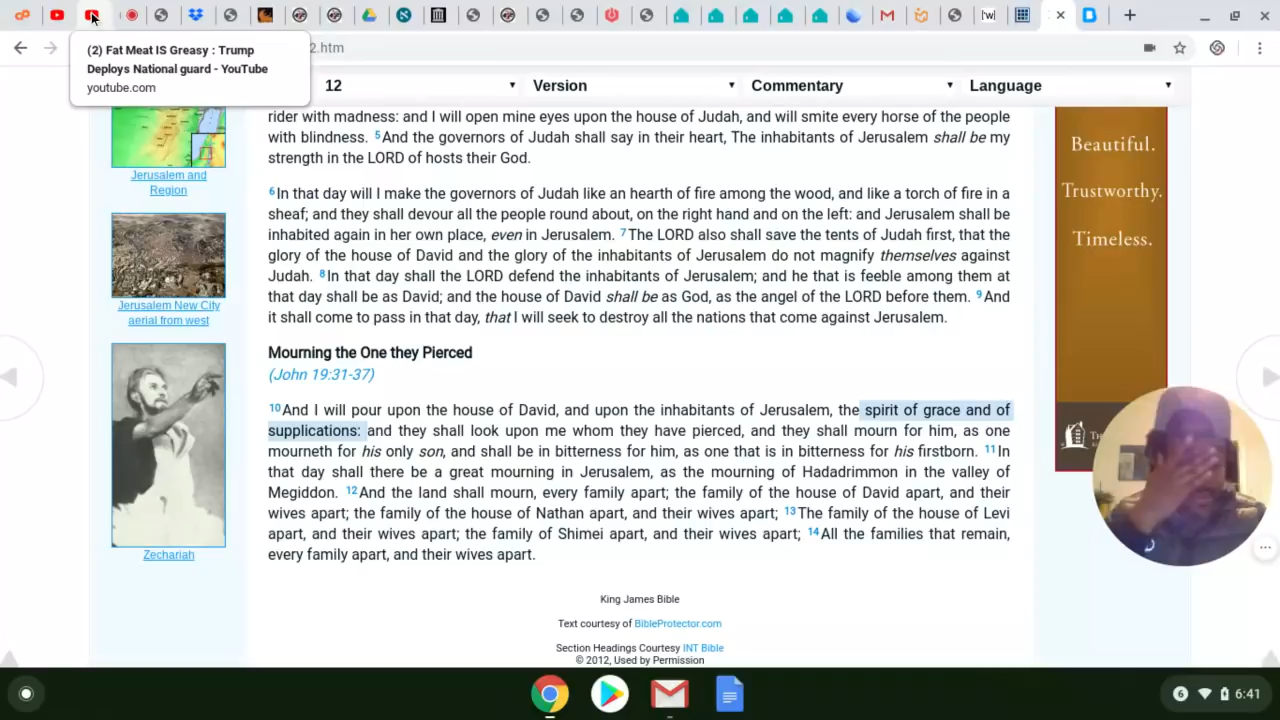 (2) Fat Meat IS Greasy : Trump
Deploys National guard - YouTube
youtube.com
2.htm
12
Version
Commentary
Language
rider with madness: and I will open mine eyes upon the house of Judah, and will smite every horse of the people
with blindness. 5And the governors of Judah shall say in their heart, The inhabitants of Jerusalem shall be my
strength in the LORD of hosts their God.
6In that day will I make the governors of Judah like an hearth of fire among the wood, and like a torch of fire in a
sheaf; and they shall devour all the people round about, on the right hand and on the left: and Jerusalem shall be
inhabited again in her own place, even in Jerusalem. 7The LORD also shall save the tents of Judah first, that the
glory of the house of David and the glory of the inhabitants of Jerusalem do not magnify themselves against
Judah. 8In that day shall the LORD defend the inhabitants of Jerusalem; and he that is feeble among them at
that day shall be as David; and the house of David shall be as God, as the angel of the LORD before them. 9And
it shall come to pass in that day, that I will seek to destroy all the nations that come against Jerusalem.
Mourning the One they Pierced
(John 19:31-37)
10And I will pour upon the house of David, and upon the inhabitants of Jerusalem, the spirit of grace and of
supplications: and they shall look upon me whom they have pierced, and they shall mourn for him, as one
mourneth for his only son, and shall be in bitterness for him, as one that is in bitterness for his firstborn. 11In
that day shall there be a great mourning in Jerusalem, as the mourning of Hadadrimmon in the valley of
Megiddon. 12And the land shall mourn, every family apart; the family of the house of David apart, and their
wives apart; the family of the house of Nathan apart, and their wives apart; 13The family of the house of Levi
apart, and their wives apart; the family of Shimei apart, and their wives apart; 14All the families that remain,
every family apart, and their wives apart.
King James Bible
Text courtesy of BibleProtector.com
Section Headings Courtesy INT Bible
© 2012, Used by Permission
Jerusalem and
Region
Jerusalem New City
aerial from west
Zechariah
Beautiful.
Trustworthy.
Timeless.
6
6:41